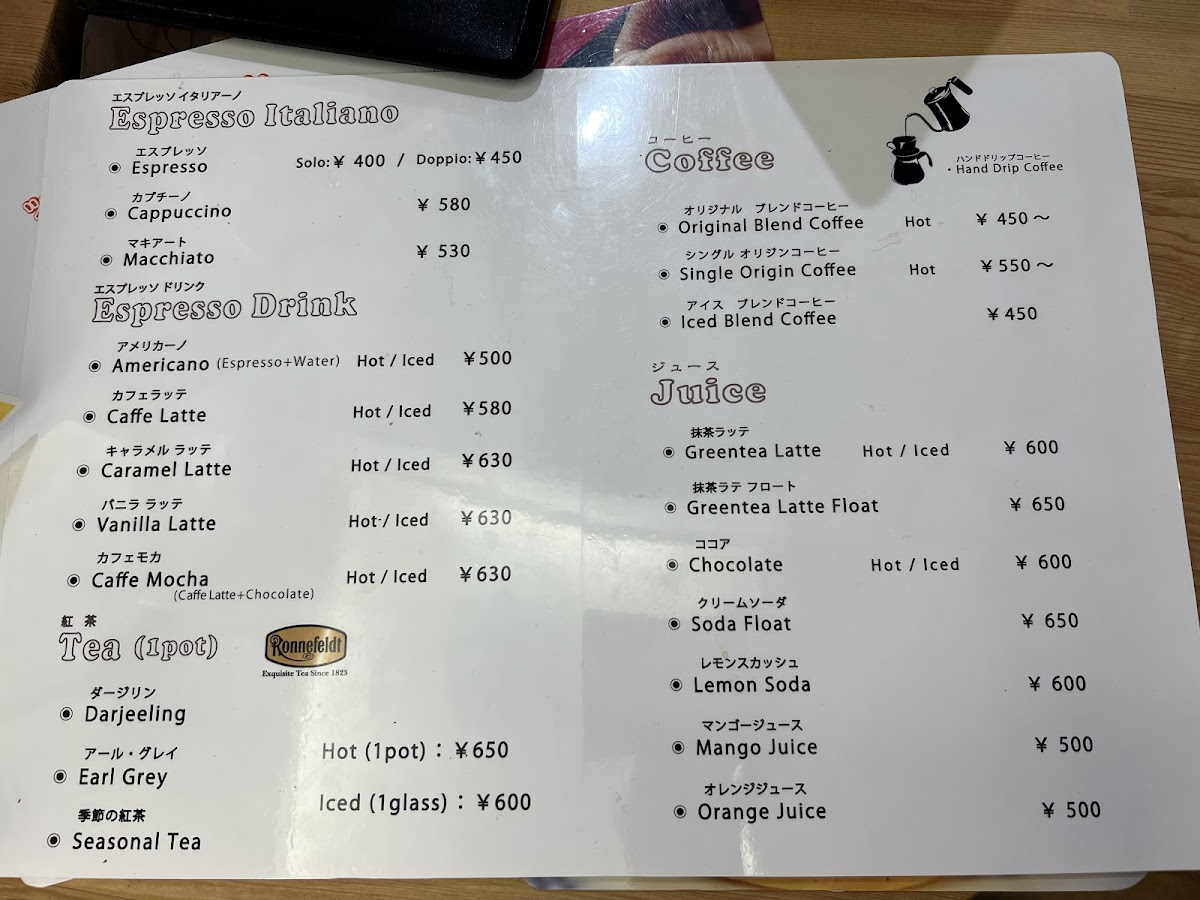 エスプレッソ イタリアーノ
Espresso Italiano
エスプレッソ
Espresso Solo:¥ 400 / Doppio:¥450
カプチーノ
Cappuccino ¥ 580
マキアート
Macchiato ¥ 530
エスプレッソ ドリンク
Espresso Drink
アメリカーノ
Americano (Espresso+Water) Hot / Iced ¥500
カフェラッテ
Caffe Latte Hot / Iced ¥580
キャラメル ラッテ
Caramel Latte Hot / Iced ¥630
バニラ ラッテ
Vanilla Latte Hot / Iced ¥630
カフェモカ
Caffe Mocha Hot / Iced ¥630
(Caffe Latte+Chocolate)
紅 茶
Tea (1pot)
Ronnefeldt
Exquisite Tea Since 1823
ダージリン
Darjeeling
アール・グレイ
Earl Grey
季節の紅茶
Seasonal Tea
Hot (1pot) : ¥650
Iced (1glass) : ¥600
コーヒー
Coffee
ハンドドリップコーヒー
・Hand Drip Coffee
オリジナル ブレンドコーヒー
Original Blend Coffee Hot ¥ 450～
シングル オリジンコーヒー
Single Origin Coffee Hot ¥550～
アイス ブレンドコーヒー
Iced Blend Coffee ¥450
ジュース
Juice
抹茶ラッテ
Greentea Latte Hot / Iced ¥ 600
抹茶ラテ フロート
Greentea Latte Float ¥ 650
ココア
Chocolate Hot / Iced ¥ 600
クリームソーダ
Soda Float ¥ 650
レモンスカッシュ
Lemon Soda ¥ 600
マンゴージュース
Mango Juice ¥ 500
オレンジジュース
Orange Juice ¥ 500